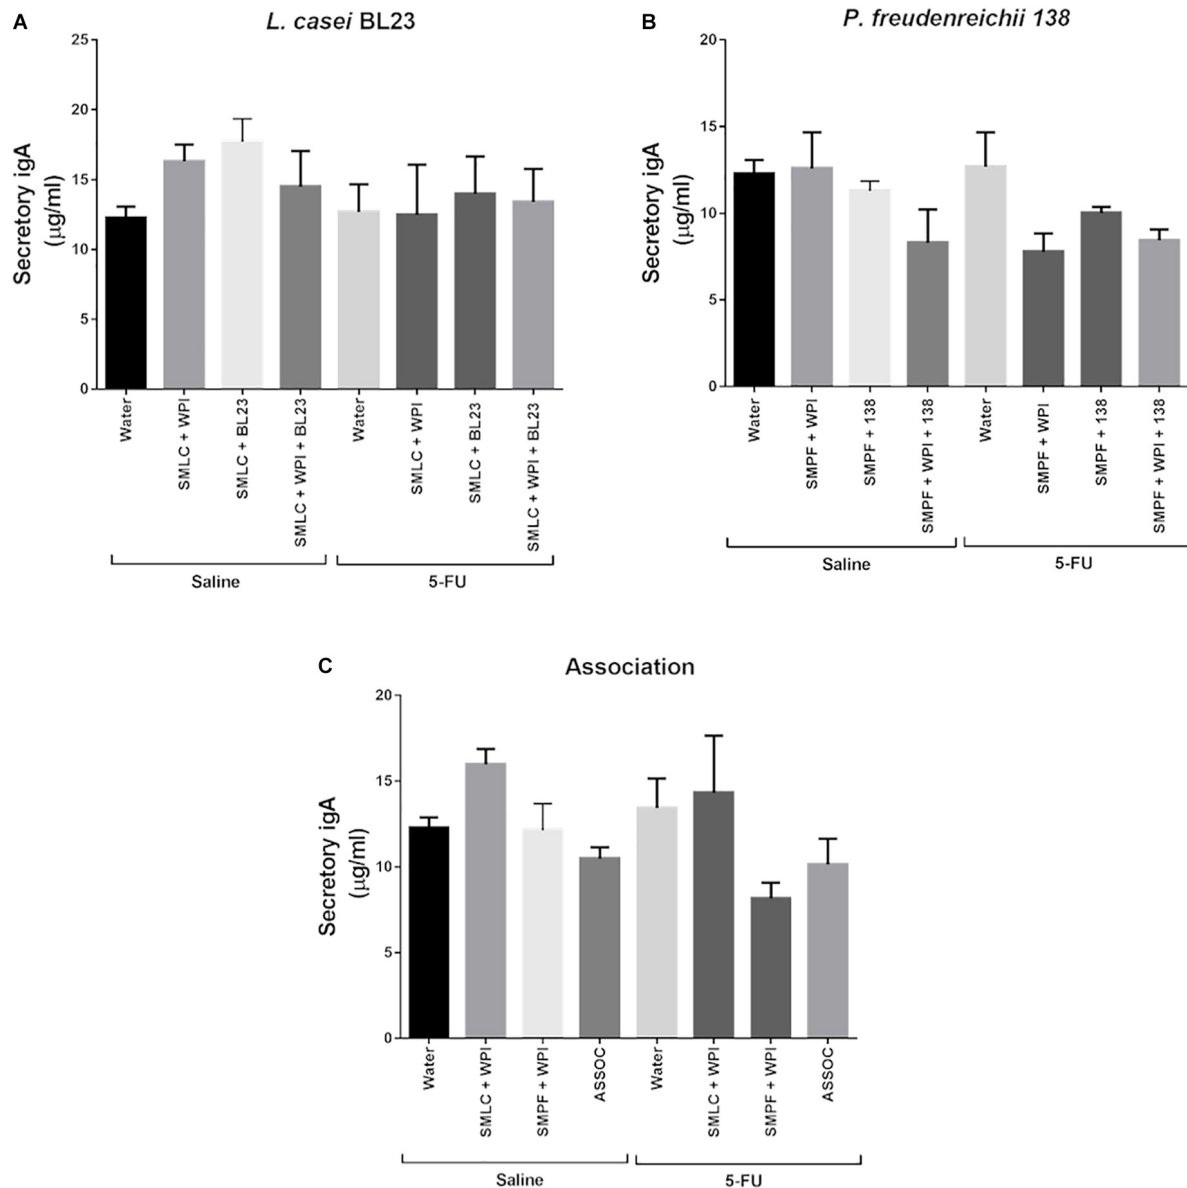 A
L. casei BL23
25
20
15
10
5
0
Secretory igA
(μg/ml)
Water
SMLC + WPI
SMLC + BL23
SMLC + WPI + BL23
Water
SMLC + WPI
SMLC + BL23
SMLC + WPI + BL23
Saline
5-FU
B
P. freudenreichii 138
20
15
10
5
0
Secretory igA
(μg/ml)
Water
SMPF + WPI
SMPF + 138
SMPF + WPI + 138
Water
SMPF + WPI
SMPF + 138
SMPF + WPI + 138
Saline
5-FU
C
Association
20
15
10
5
0
Secretory igA
(μg/ml)
Water
SMLC + WPI
SMPF + WPI
ASSOC
Water
SMLC + WPI
SMPF + WPI
ASSOC
Saline
5-FU